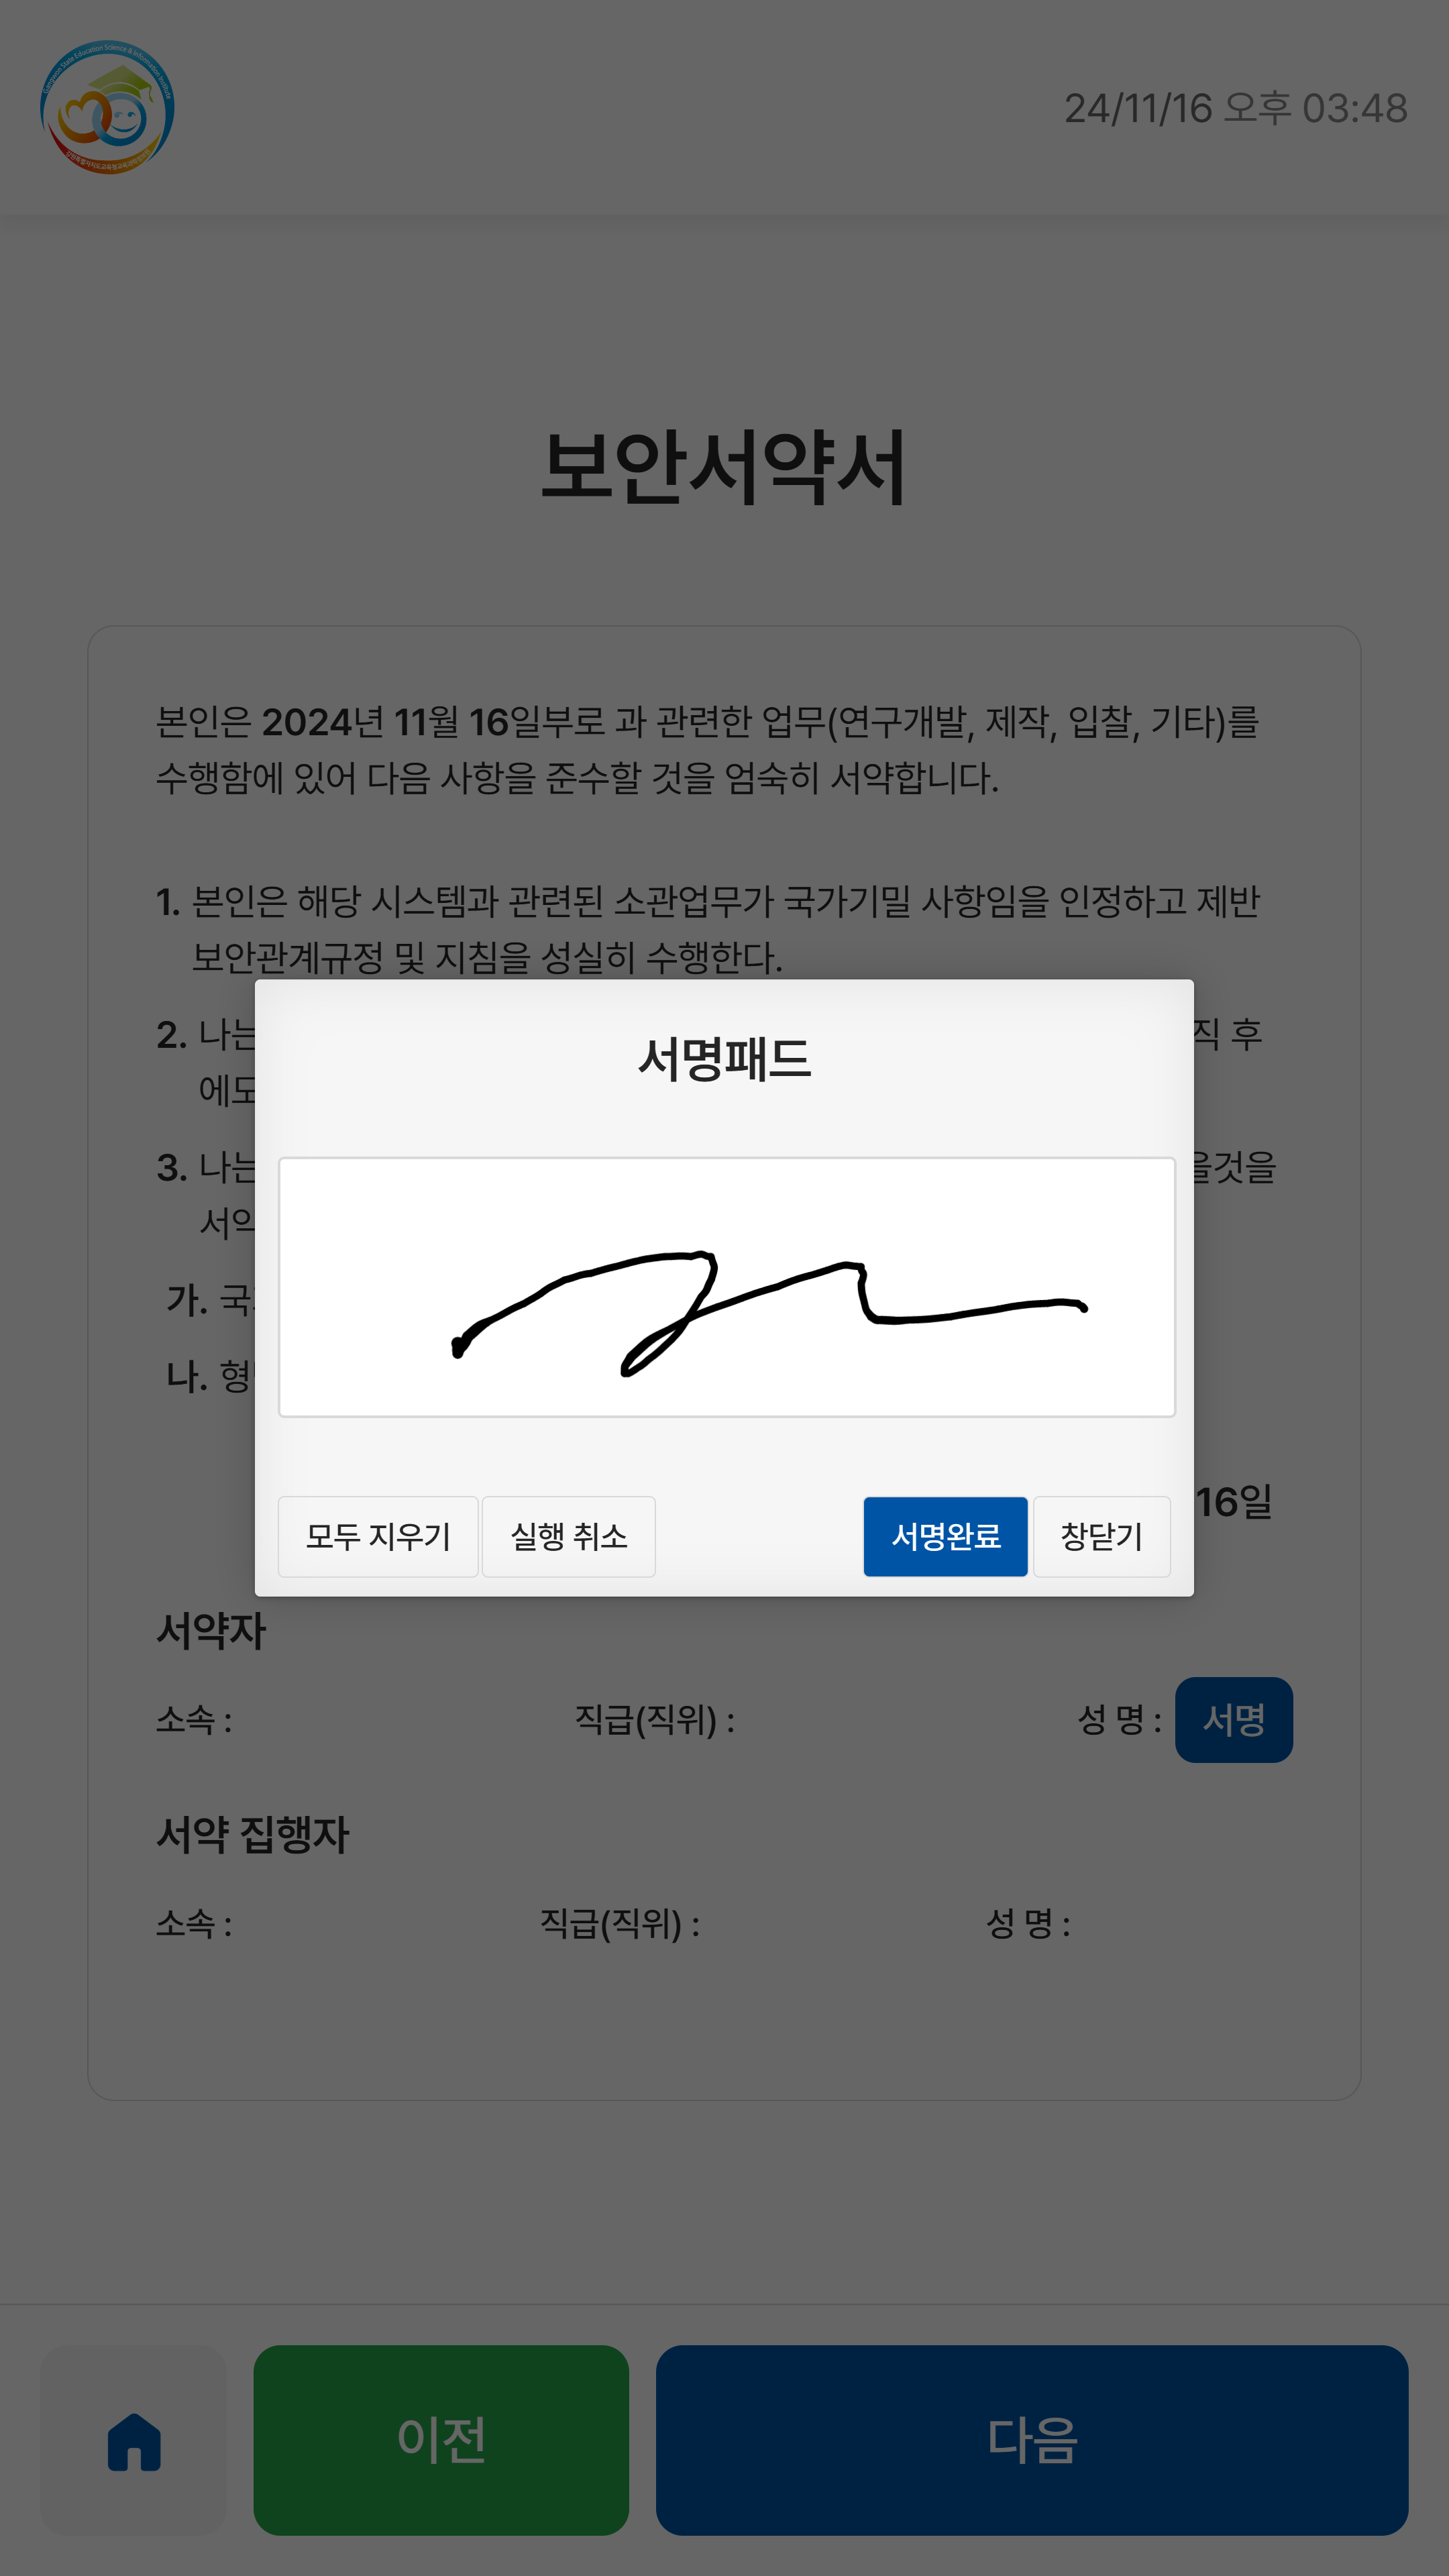 Gangwon State Education Science & Information Institute
24/11/16 오후 03:48
보안서약서
본인은 2024년 11월 16일부로 과 관련한 업무(연구개발, 제작, 입찰, 기타)를
수행함에 있어 다음 사항을 준수할 것을 엄숙히 서약합니다.
1. 본인은 해당 시스템과 관련된 소관업무가 국가기밀 사항임을 인정하고 제반
보안관계규정 및 지침을 성실히 수행한다.
2. 나는 직 후
에도
3. 나는 을것을
서약
가. 국
나. 형
16일
서명패드
모두 지우기 실행 취소 서명완료 창닫기
서약자
소속 : 직급(직위) : 성 명 : 서명
서약 집행자
소속 : 직급(직위) : 성 명 :
이전 다음